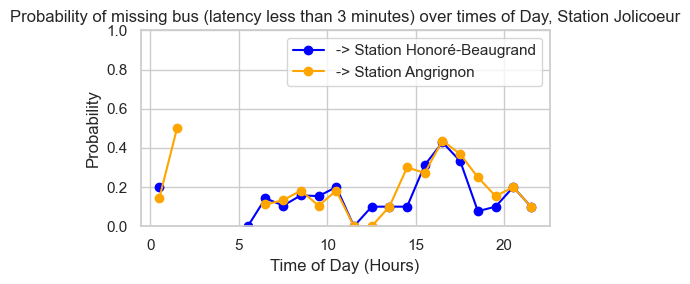 Probability of missing bus (latency less than 3 minutes) over times of Day, Station Jolicoeur
1.0
0.8
0.6
0.4
0.2
0.0
Probability
-> Station Honoré-Beaugrand
-> Station Angrignon
0 5 10 15 20
Time of Day (Hours)